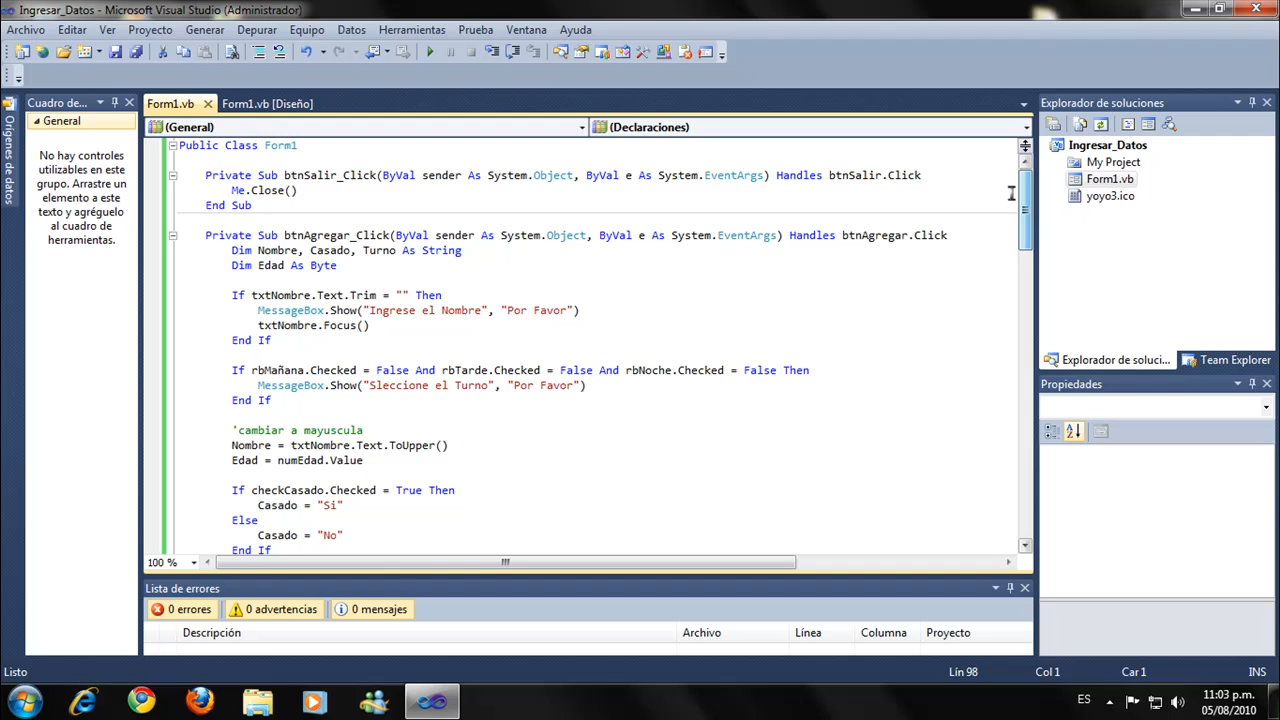 Ingresar_Datos - Microsoft Visual Studio (Administrador)
Archivo Editar Ver Proyecto Generar Depurar Equipo Datos Herramientas Prueba Ventana Ayuda
Cuadro de...
General
No hay controles
utilizables en este
grupo. Arrastre un
elemento a este
texto y agréguelo
al cuadro de
herramientas.
Orígenes de datos
Form1.vb
Form1.vb [Diseño]
(General)
(Declaraciones)
Public Class Form1
Private Sub btnSalir_Click(ByVal sender As System.Object, ByVal e As System.EventArgs) Handles btnSalir.Click
Me.Close()
End Sub
Private Sub btnAgregar_Click(ByVal sender As System.Object, ByVal e As System.EventArgs) Handles btnAgregar.Click
Dim Nombre, Casado, Turno As String
Dim Edad As Byte
If txtNombre.Text.Trim = "" Then
MessageBox.Show("Ingrese el Nombre", "Por Favor")
txtNombre.Focus()
End If
If rbMañana.Checked = False And rbTarde.Checked = False And rbNoche.Checked = False Then
MessageBox.Show("Sleccione el Turno", "Por Favor")
End If
'cambiar a mayuscula
Nombre = txtNombre.Text.ToUpper()
Edad = numEdad.Value
If checkCasado.Checked = True Then
Casado = "Si"
Else
Casado = "No"
End If
100 %
Explorador de soluciones
Ingresar_Datos
My Project
Form1.vb
yoyo3.ico
Explorador de soluci...
Team Explorer
Propiedades
Lista de errores
0 errores
0 advertencias
0 mensajes
Descripción Archivo Línea Columna Proyecto
Listo
Lín 98 Col 1 Car 1 INS
ES
11:03 p.m.
05/08/2010